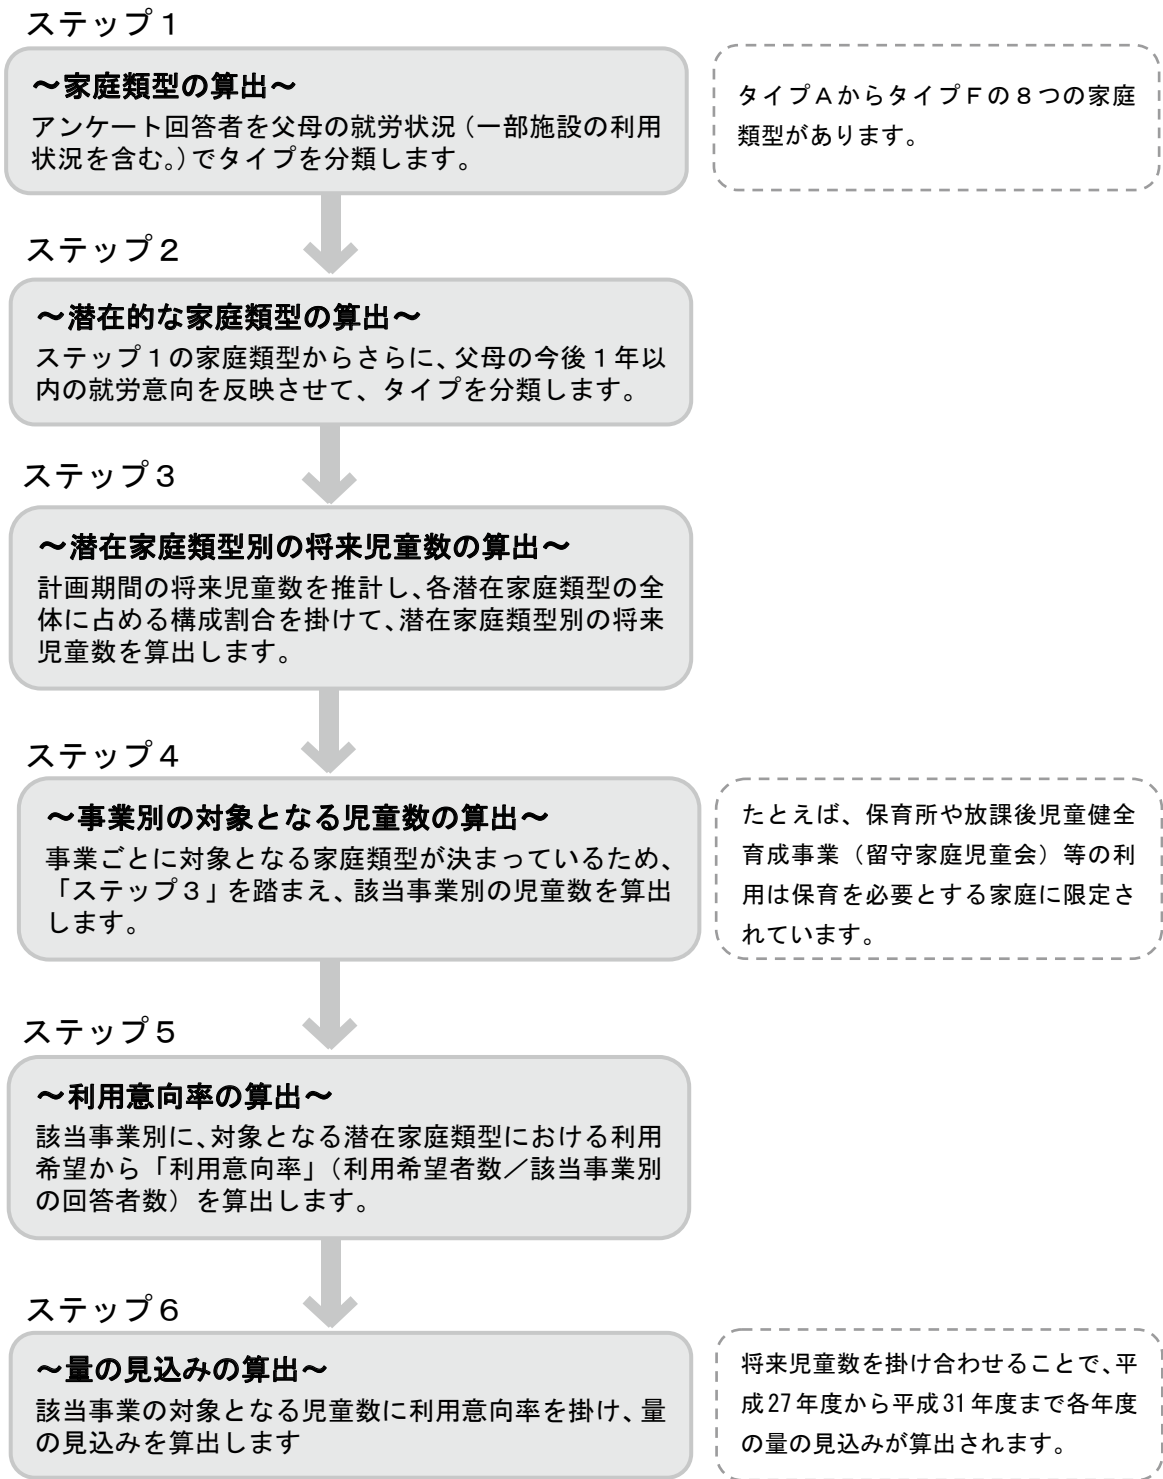 ステップ１
～家庭類型の算出～
アンケート回答者を父母の就労状況（一部施設の利用
状況を含む。）でタイプを分類します。
タイプＡからタイプＦの８つの家庭
類型があります。
ステップ２
～潜在的な家庭類型の算出～
ステップ１の家庭類型からさらに、父母の今後１年以
内の就労意向を反映させて、タイプを分類します。
ステップ３
～潜在家庭類型別の将来児童数の算出～
計画期間の将来児童数を推計し、各潜在家庭類型の全
体に占める構成割合を掛けて、潜在家庭類型別の将来
児童数を算出します。
ステップ４
～事業別の対象となる児童数の算出～
事業ごとに対象となる家庭類型が決まっているため、
「ステップ３」を踏まえ、該当事業別の児童数を算出
します。
たとえば、保育所や放課後児童健全
育成事業（留守家庭児童会）等の利
用は保育を必要とする家庭に限定さ
れています。
ステップ５
～利用意向率の算出～
該当事業別に、対象となる潜在家庭類型における利用
希望から「利用意向率」（利用希望者数／該当事業別
の回答者数）を算出します。
ステップ６
～量の見込みの算出～
該当事業の対象となる児童数に利用意向率を掛け、量
の見込みを算出します
将来児童数を掛け合わせることで、平
成27年度から平成31年度まで各年度
の量の見込みが算出されます。